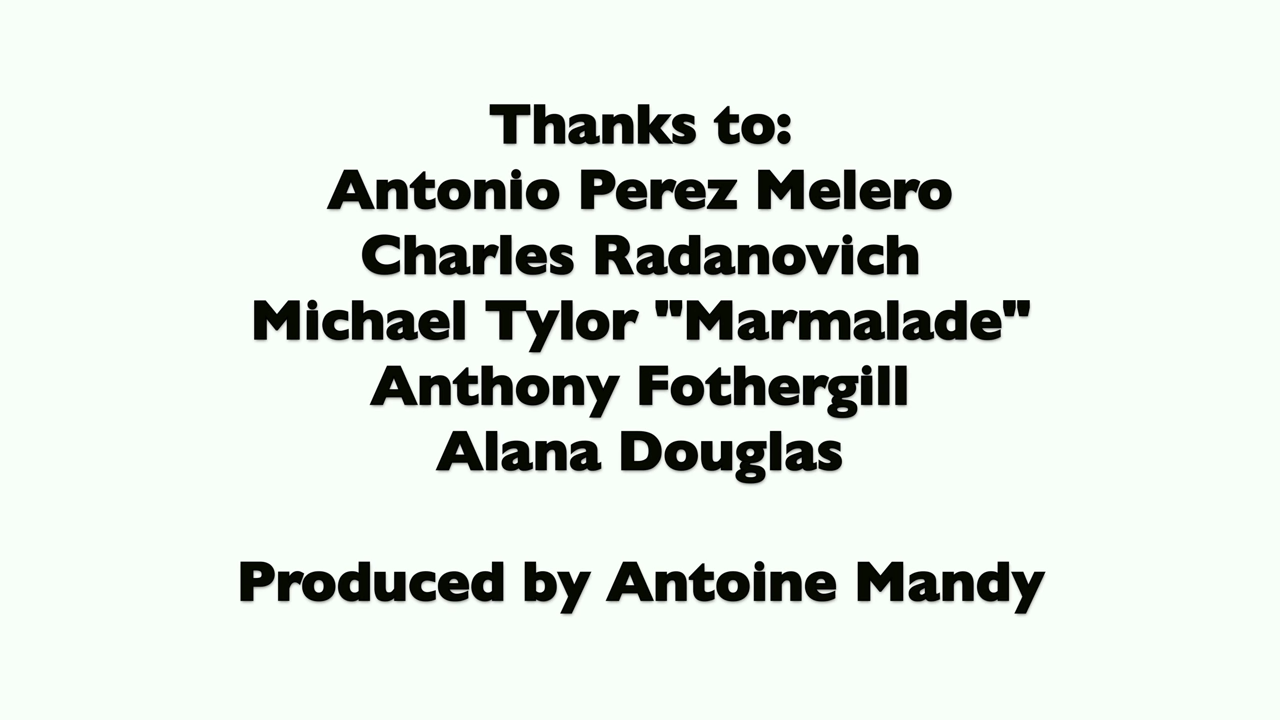 Thanks to:
Antonio Perez Melero
Charles Radanovich
Michael Tylor "Marmalade"
Anthony Fothergill
Alana Douglas
Produced by Antoine Mandy